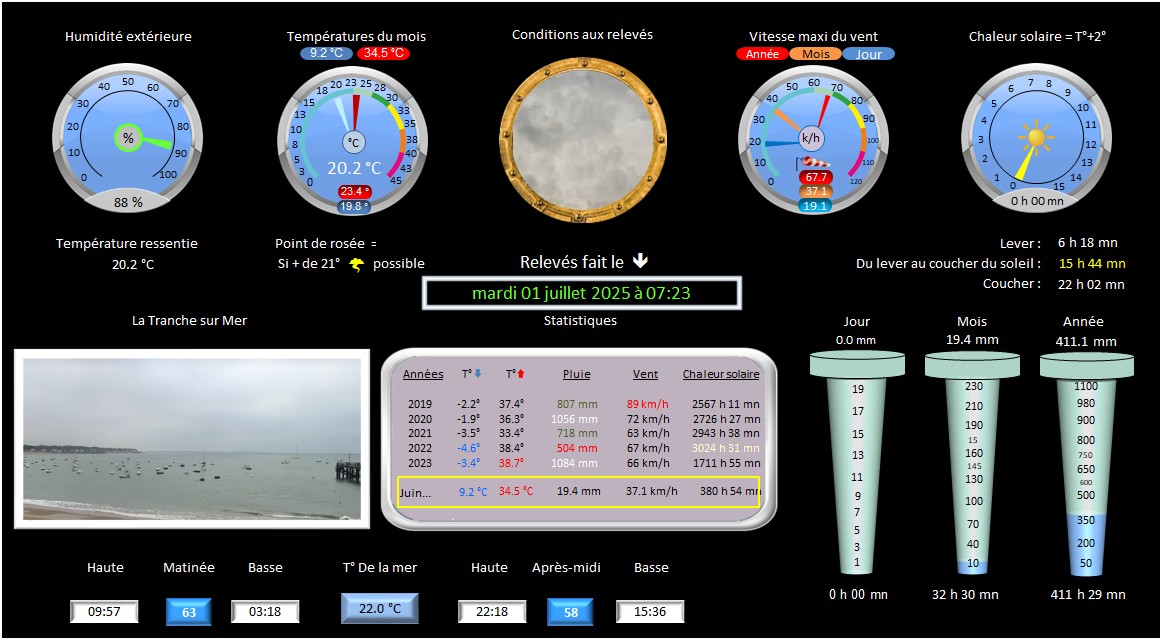 Humidité extérieure
Températures du mois
Conditions aux relevés
Vitesse maxi du vent
Chaleur solaire = T°+2°
9.2 °C 34.5 °C
Année Mois Jour
0 10 20 30 40 50 60 70 80 90 100
%
88 %
0 3 5 8 10 13 15 18 20 23 25 28 30 33 35 38 40 43 45
°C
20.2 °C
23.4 °
19.8 °
0 10 20 30 40 50 60 70 80 90 100 110 120
k/h
67.7
37.1
19.1
0 1 2 3 4 5 6 7 8 9 10 11 12 13 14 15
0 h 00 mn
Température ressentie
20.2 °C
Point de rosée =
Si + de 21° possible
Relevés fait le
mardi 01 juillet 2025 à 07:23
Lever : 6 h 18 mn
Du lever au coucher du soleil : 15 h 44 mn
Coucher : 22 h 02 mn
La Tranche sur Mer
Statistiques
Années T° T° Pluie Vent Chaleur solaire
2019 -2.2° 37.4° 807 mm 89 km/h 2567 h 11 mn
2020 -1.9° 36.3° 1056 mm 72 km/h 2726 h 27 mn
2021 -3.5° 33.4° 718 mm 63 km/h 2943 h 38 mn
2022 -4.6° 38.4° 504 mm 67 km/h 3024 h 31 mn
2023 -3.4° 38.7° 1084 mm 66 km/h 1711 h 55 mn
Juin... 9.2 °C 34.5 °C 19.4 mm 37.1 km/h 380 h 54 mn
Jour
0.0 mm
19
17
15
13
11
9
7
5
3
1
0 h 00 mn
Mois
19.4 mm
230
210
190
15
160
145
130
100
70
40
10
32 h 30 mn
Année
411.1 mm
1100
980
900
800
750
650
600
500
350
200
50
411 h 29 mn
Haute Matinée Basse T° De la mer Haute Après-midi Basse
09:57 63 03:18 22.0 °C 22:18 58 15:36